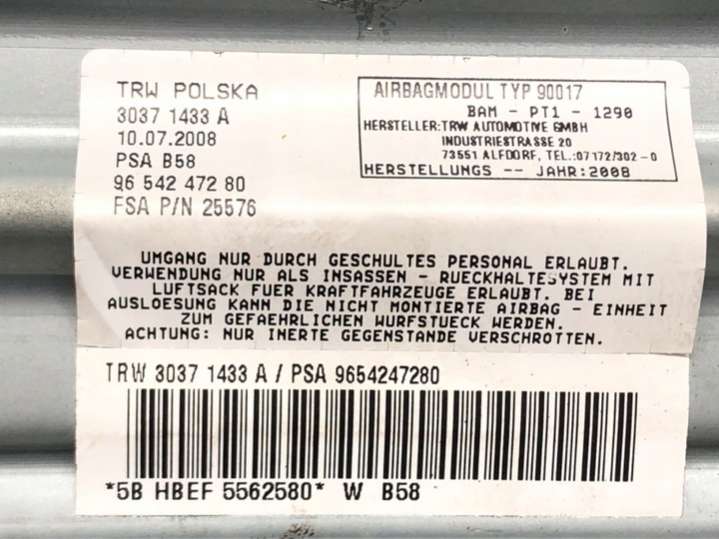 TRW POLSKA
3037 1433 A
10.07.2008
PSA B58
96 542 472 80
FSA P/N 25576
AIRBAGMODUL TYP 90017
BAM - PT1 - 1290
HERSTELLER:TRW AUTOMOTIVE GMBH
INDUSTRIESTRASSE 20
73551 ALFDORF, TEL.:07172/302-0
HERSTELLUNGS -- JAHR:2008
UMGANG NUR DURCH GESCHULTES PERSONAL ERLAUBT.
VERWENDUNG NUR ALS INSASSEN - RUECKHALTESYSTEM MIT
LUFTSACK FUER KRAFTFAHRZEUGE ERLAUBT. BEI
AUSLOESUNG KANN DIE NICHT MONTIERTE AIRBAG - EINHEIT
ZUM GEFAEHRLICHEN WURFSTUECK WERDEN.
ACHTUNG: NUR INERTE GEGENSTANDE VERSCHROTTEN.
TRW 3037 1433 A / PSA 9654247280
*5B HBEF 5562580* W B58